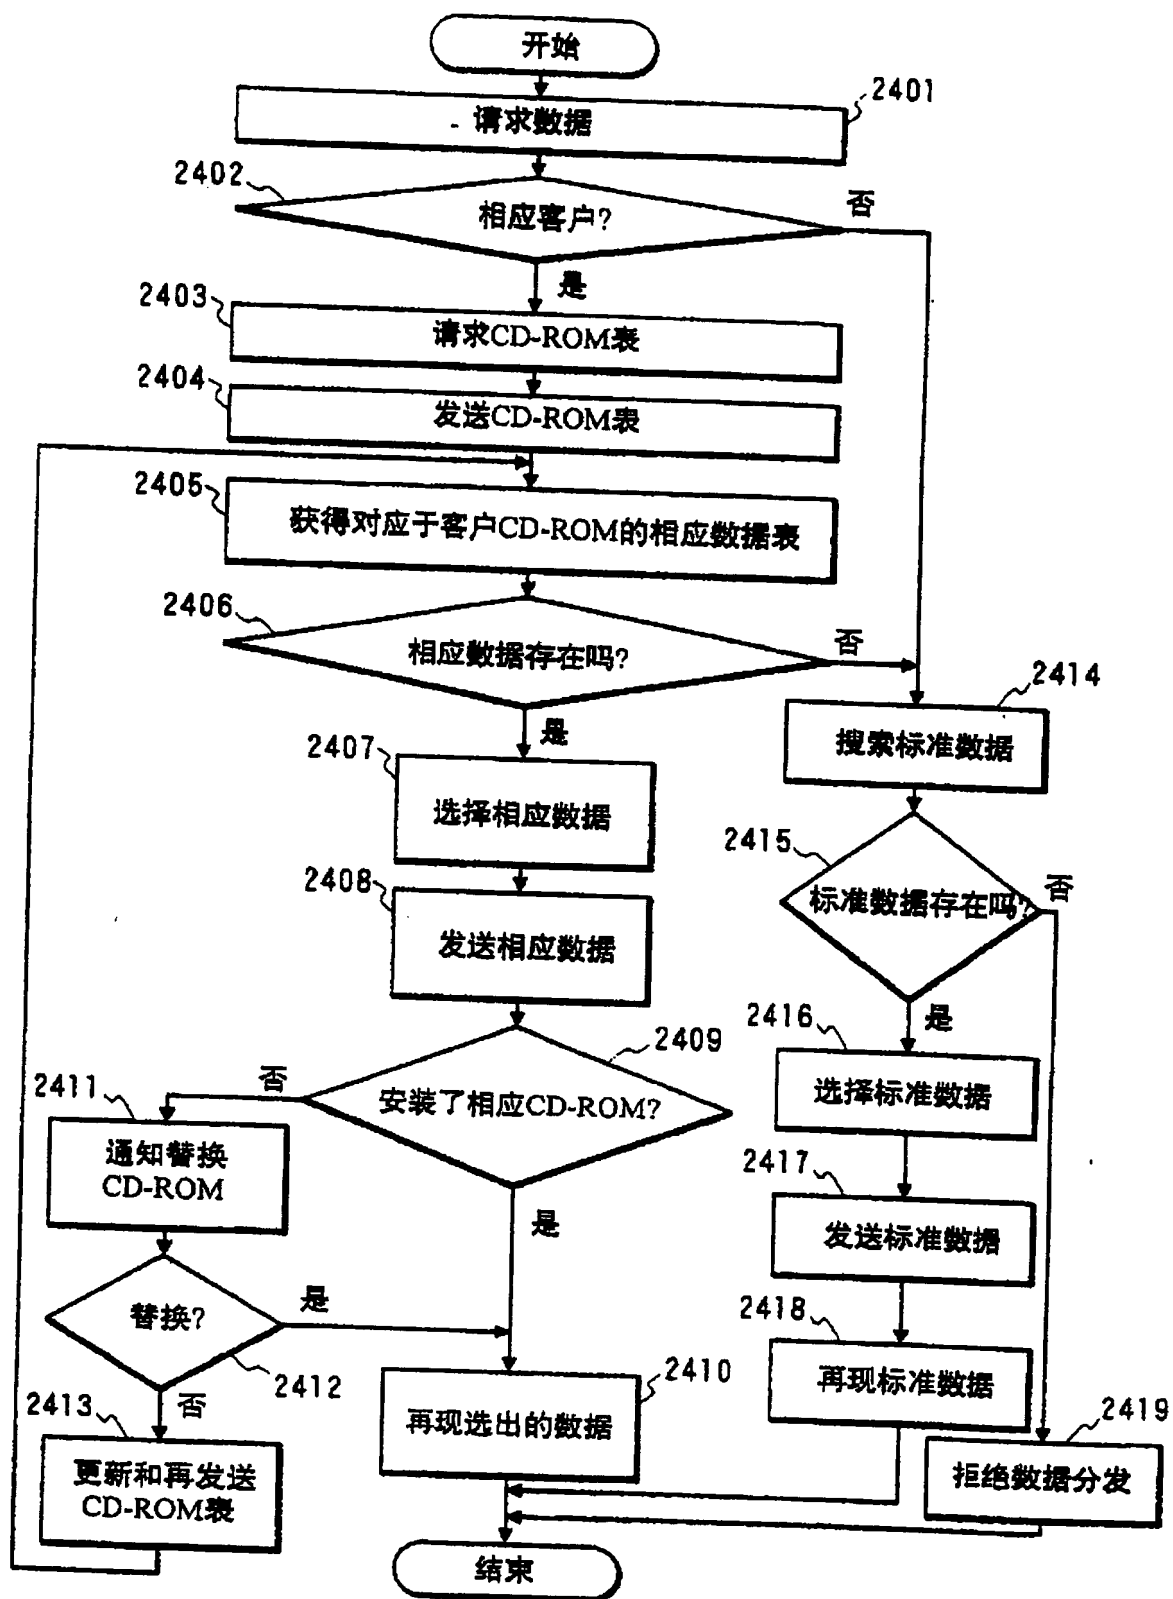 开始
2401
请求数据
2402
相应客户?
否
是
2403
请求CD-ROM表
2404
发送CD-ROM表
2405
获得对应于客户CD-ROM的相应数据表
2406
相应数据存在吗?
否
是
2414
搜索标准数据
2407
选择相应数据
2415
标准数据存在吗?
否
是
2408
发送相应数据
2409
安装了相应CD-ROM?
否
是
2416
选择标准数据
2411
通知替换
CD-ROM
2417
发送标准数据
替换?
是
2412
否
2418
再现标准数据
2410
再现选出的数据
2413
更新和再发送
CD-ROM表
2419
拒绝数据分发
结束